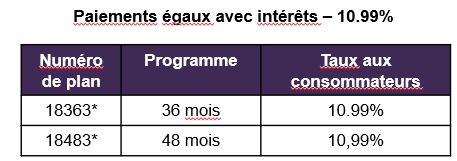 Paiements égaux avec intérêts – 10.99%
Numéro de plan Programme Taux aux consommateurs
18363* 36 mois 10.99%
18483* 48 mois 10,99%